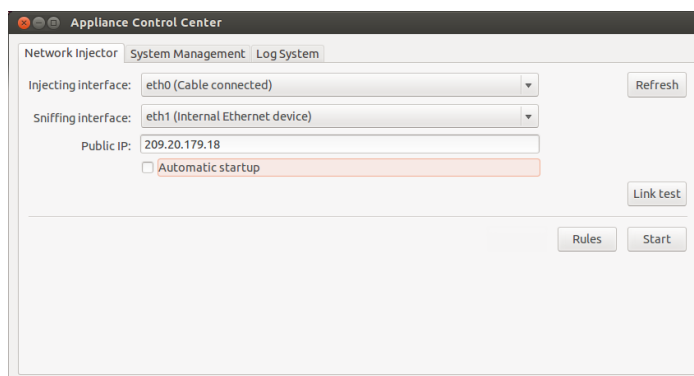 Appliance Control Center
Network Injector System Management Log System
Injecting interface: eth0 (Cable connected) Refresh
Sniffing interface: eth1 (Internal Ethernet device)
Public IP: 209.20.179.18
Automatic startup
Link test
Rules Start